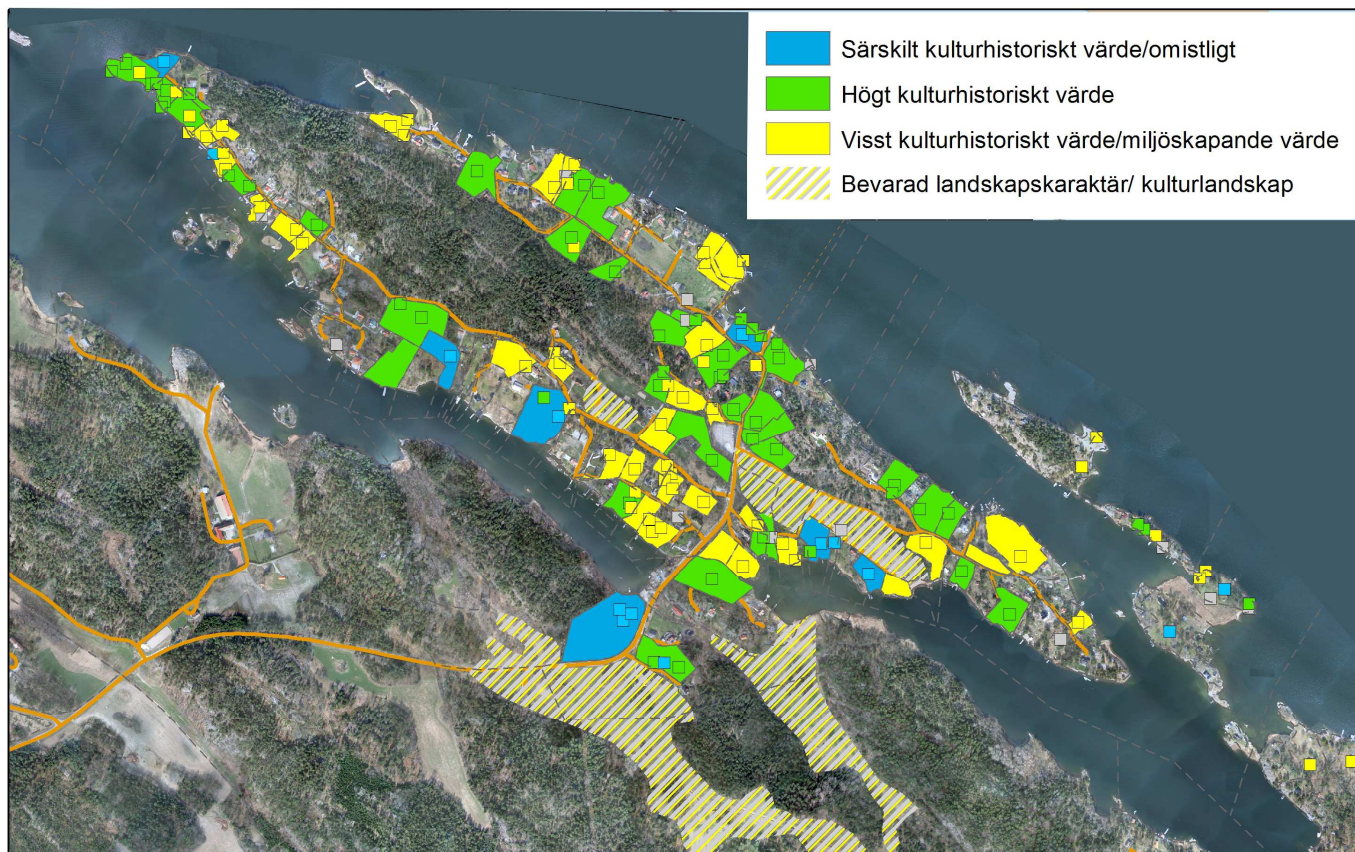 Särskilt kulturhistoriskt värde/omistligt
Högt kulturhistoriskt värde
Visst kulturhistoriskt värde/miljöskapande värde
Bevarad landskapskaraktär/ kulturlandskap